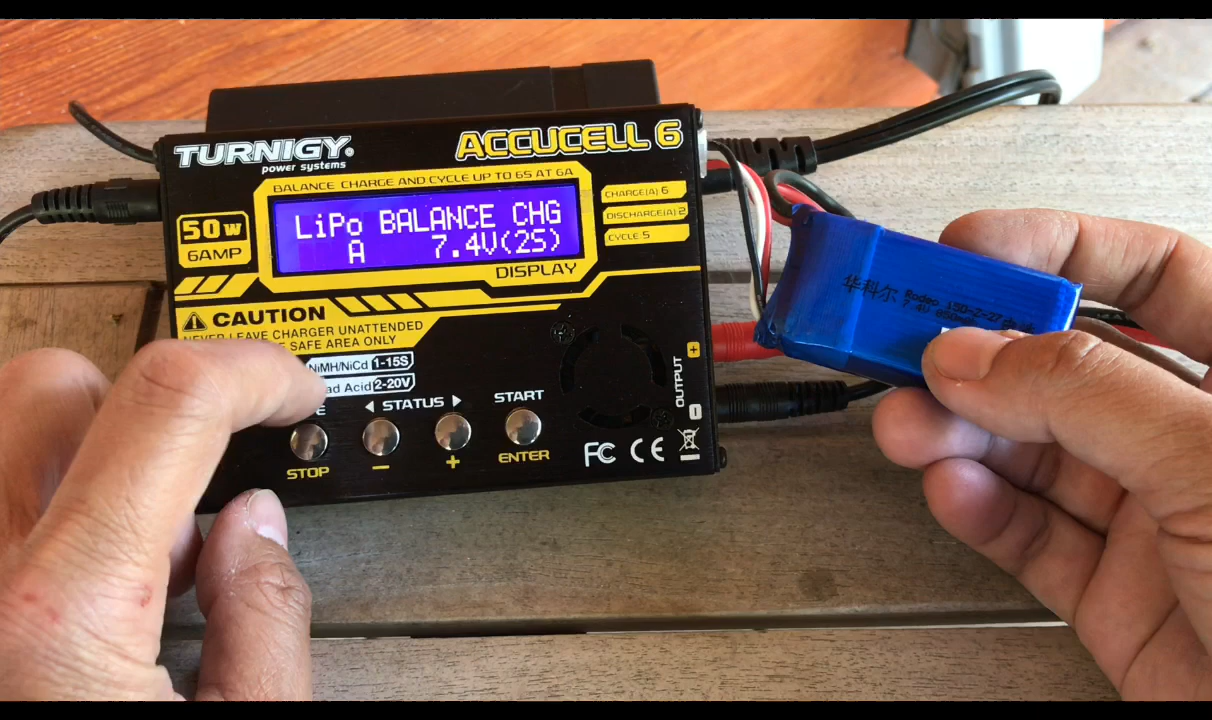 TURNIGY®
power systems
ACCUCELL 6
BALANCE CHARGE AND CYCLE UP TO 6S AT 6A
50W
6AMP
LiPo BALANCE CHG
A 7.4V(2S)
DISPLAY
CHARGE(A) 6
DISCHARGE(A) 2
CYCLE 5
CAUTION
NEVER LEAVE CHARGER UNATTENDED
SAFE AREA ONLY
NiMH/NiCd 1-15S
ad Acid 2-20V
STATUS
START
STOP
−
+
ENTER
OUTPUT
+
−
FC CE
华科尔 Rodeo 150-Z-22
7.4V